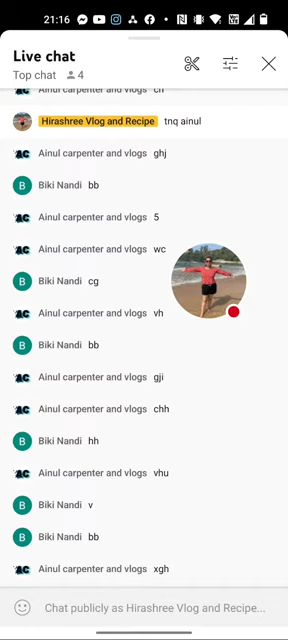 21:16
Live chat
Top chat 4
Ainul carpenter and vlogs cn
Hirashree Vlog and Recipe tnq ainul
Ainul carpenter and vlogs ghj
B Biki Nandi bb
Ainul carpenter and vlogs 5
Ainul carpenter and vlogs wc
B Biki Nandi cg
Ainul carpenter and vlogs vh
B Biki Nandi bb
Ainul carpenter and vlogs gji
Ainul carpenter and vlogs chh
B Biki Nandi hh
Ainul carpenter and vlogs vhu
B Biki Nandi v
B Biki Nandi bb
Ainul carpenter and vlogs xgh
Chat publicly as Hirashree Vlog and Recipe...